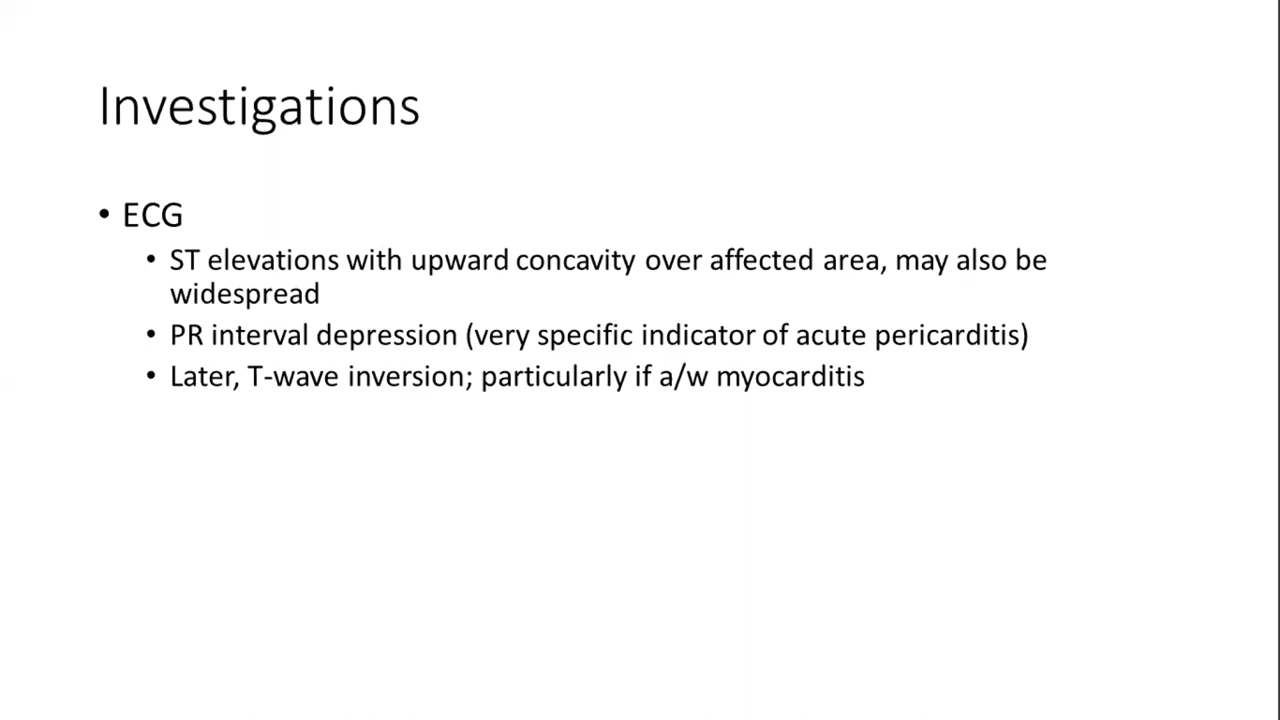 Investigations
• ECG
• ST elevations with upward concavity over affected area, may also be
widespread
• PR interval depression (very specific indicator of acute pericarditis)
• Later, T-wave inversion; particularly if a/w myocarditis